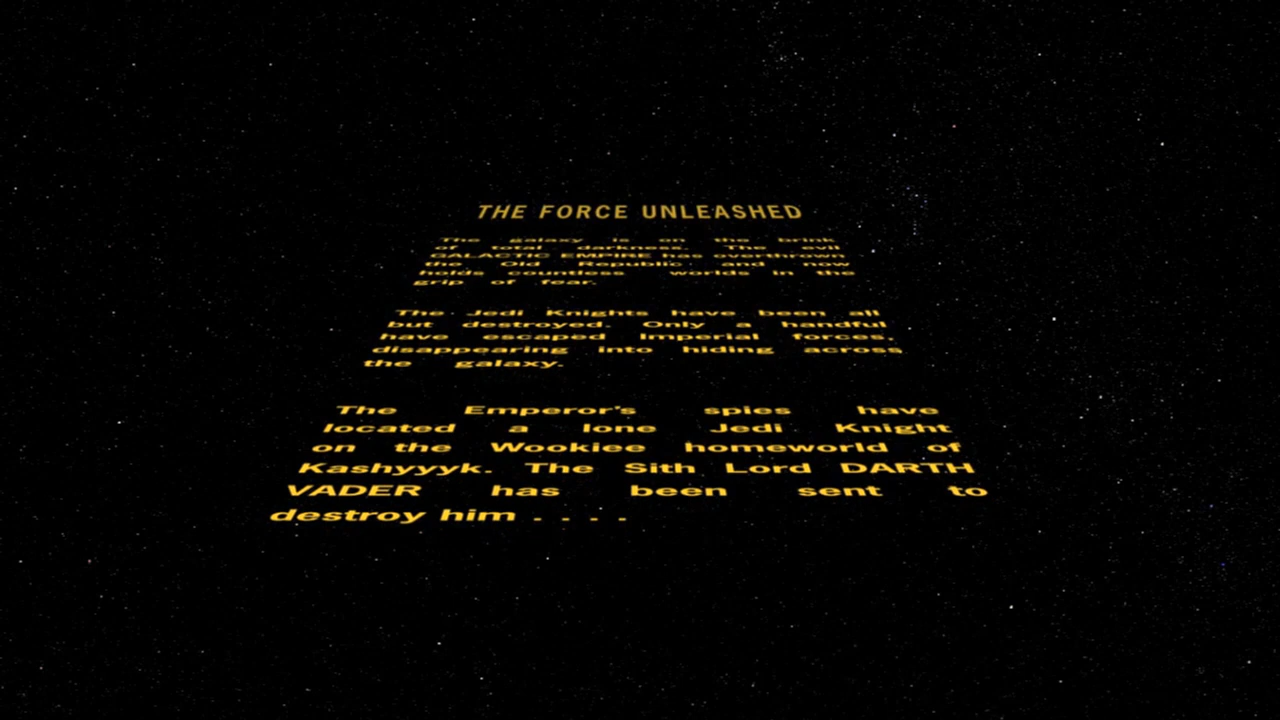 THE FORCE UNLEASHED
The galaxy is on the brink
of total darkness. The evil
GALACTIC EMPIRE has overthrown
the Old Republic, and now
holds countless worlds in the
grip of fear.
The Jedi Knights have been all
but destroyed. Only a handful
have escaped Imperial forces,
disappearing into hiding across
the galaxy.
The Emperor's spies have
located a lone Jedi Knight
on the Wookiee homeworld of
Kashyyyk. The Sith Lord DARTH
VADER has been sent to
destroy him . . . .